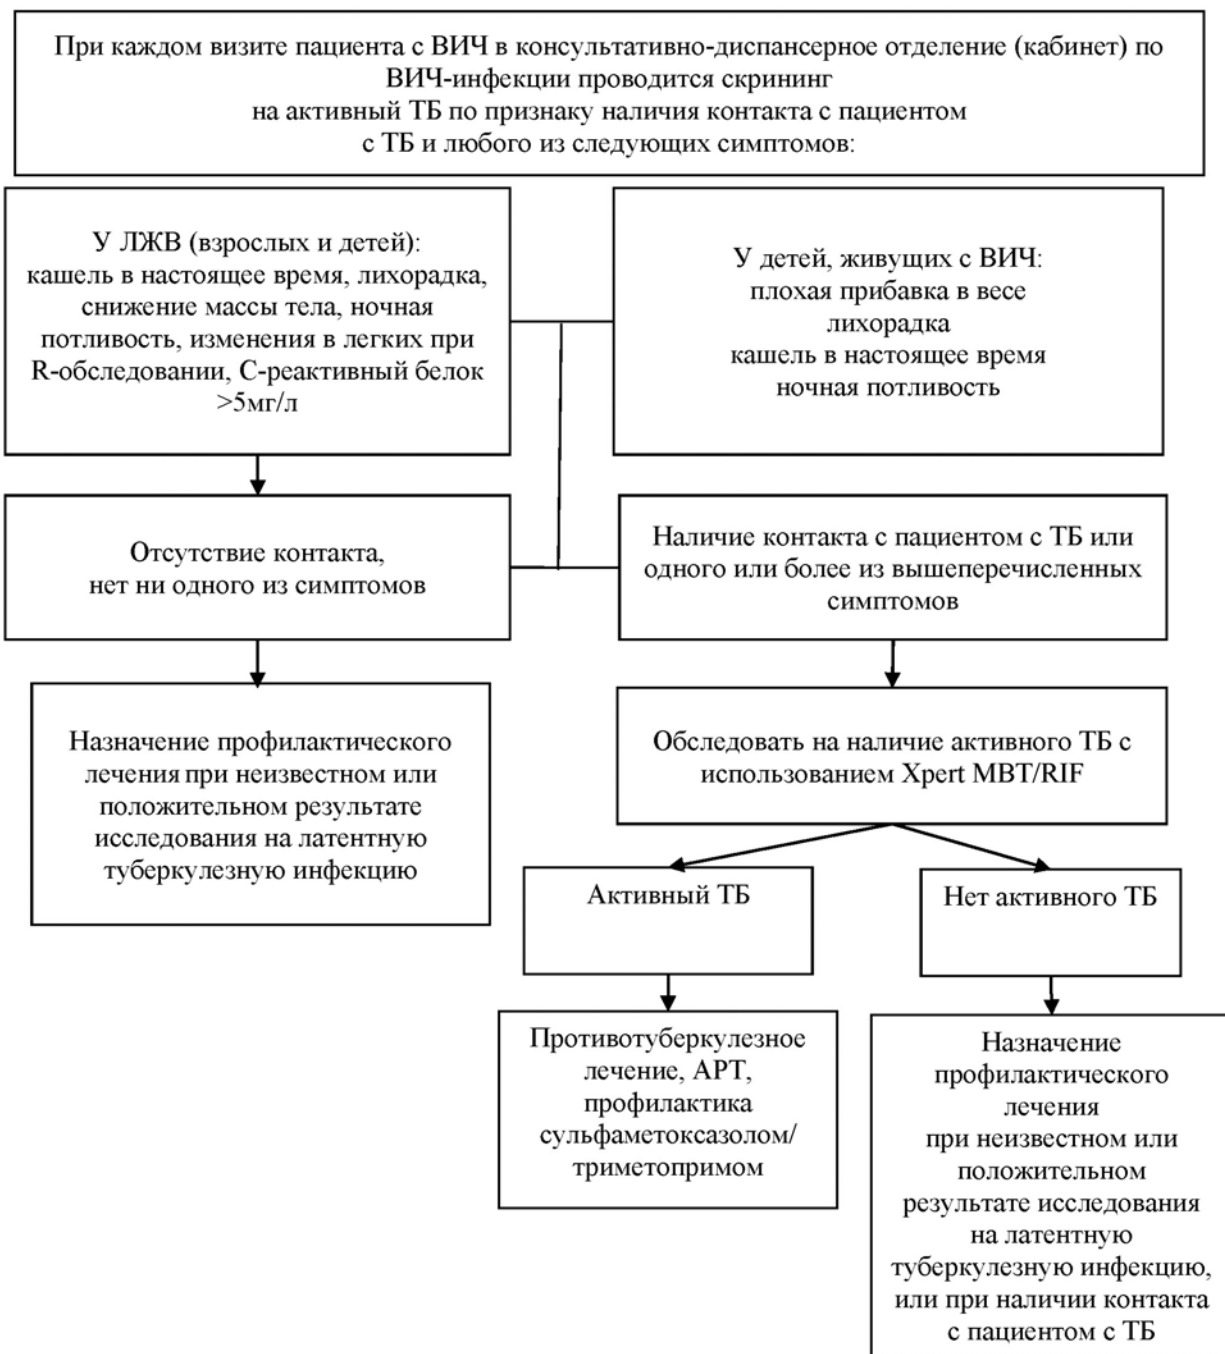 При каждом визите пациента с ВИЧ в консультативно-диспансерное отделение (кабинет) по
ВИЧ-инфекции проводится скрининг
на активный ТБ по признаку наличия контакта с пациентом
с ТБ и любого из следующих симптомов:
У ЛЖВ (взрослых и детей):
кашель в настоящее время, лихорадка,
снижение массы тела, ночная
потливость, изменения в легких при
R-обследовании, С-реактивный белок
>5мг/л
У детей, живущих с ВИЧ:
плохая прибавка в весе
лихорадка
кашель в настоящее время
ночная потливость
Отсутствие контакта,
нет ни одного из симптомов
Наличие контакта с пациентом с ТБ или
одного или более из вышеперечисленных
симптомов
Назначение профилактического
лечения при неизвестном или
положительном результате
исследования на латентную
туберкулезную инфекцию
Обследовать на наличие активного ТБ с
использованием Xpert MBT/RIF
Активный ТБ
Нет активного ТБ
Противотуберкулезное
лечение, АРТ,
профилактика
сульфаметоксазолом/
триметопримом
Назначение
профилактического
лечения
при неизвестном или
положительном
результате исследования
на латентную
туберкулезную инфекцию,
или при наличии контакта
с пациентом с ТБ